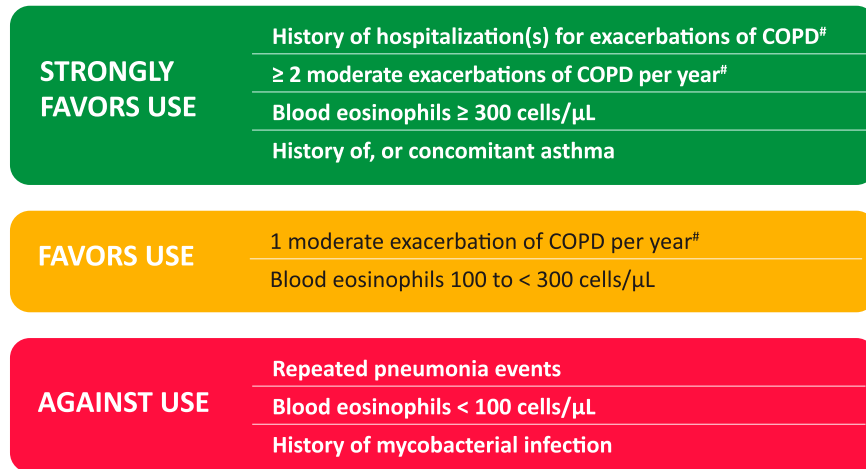 STRONGLY
FAVORS USE
History of hospitalization(s) for exacerbations of COPD#
≥ 2 moderate exacerbations of COPD per year#
Blood eosinophils ≥ 300 cells/µL
History of, or concomitant asthma
FAVORS USE
1 moderate exacerbation of COPD per year#
Blood eosinophils 100 to < 300 cells/µL
AGAINST USE
Repeated pneumonia events
Blood eosinophils < 100 cells/µL
History of mycobacterial infection